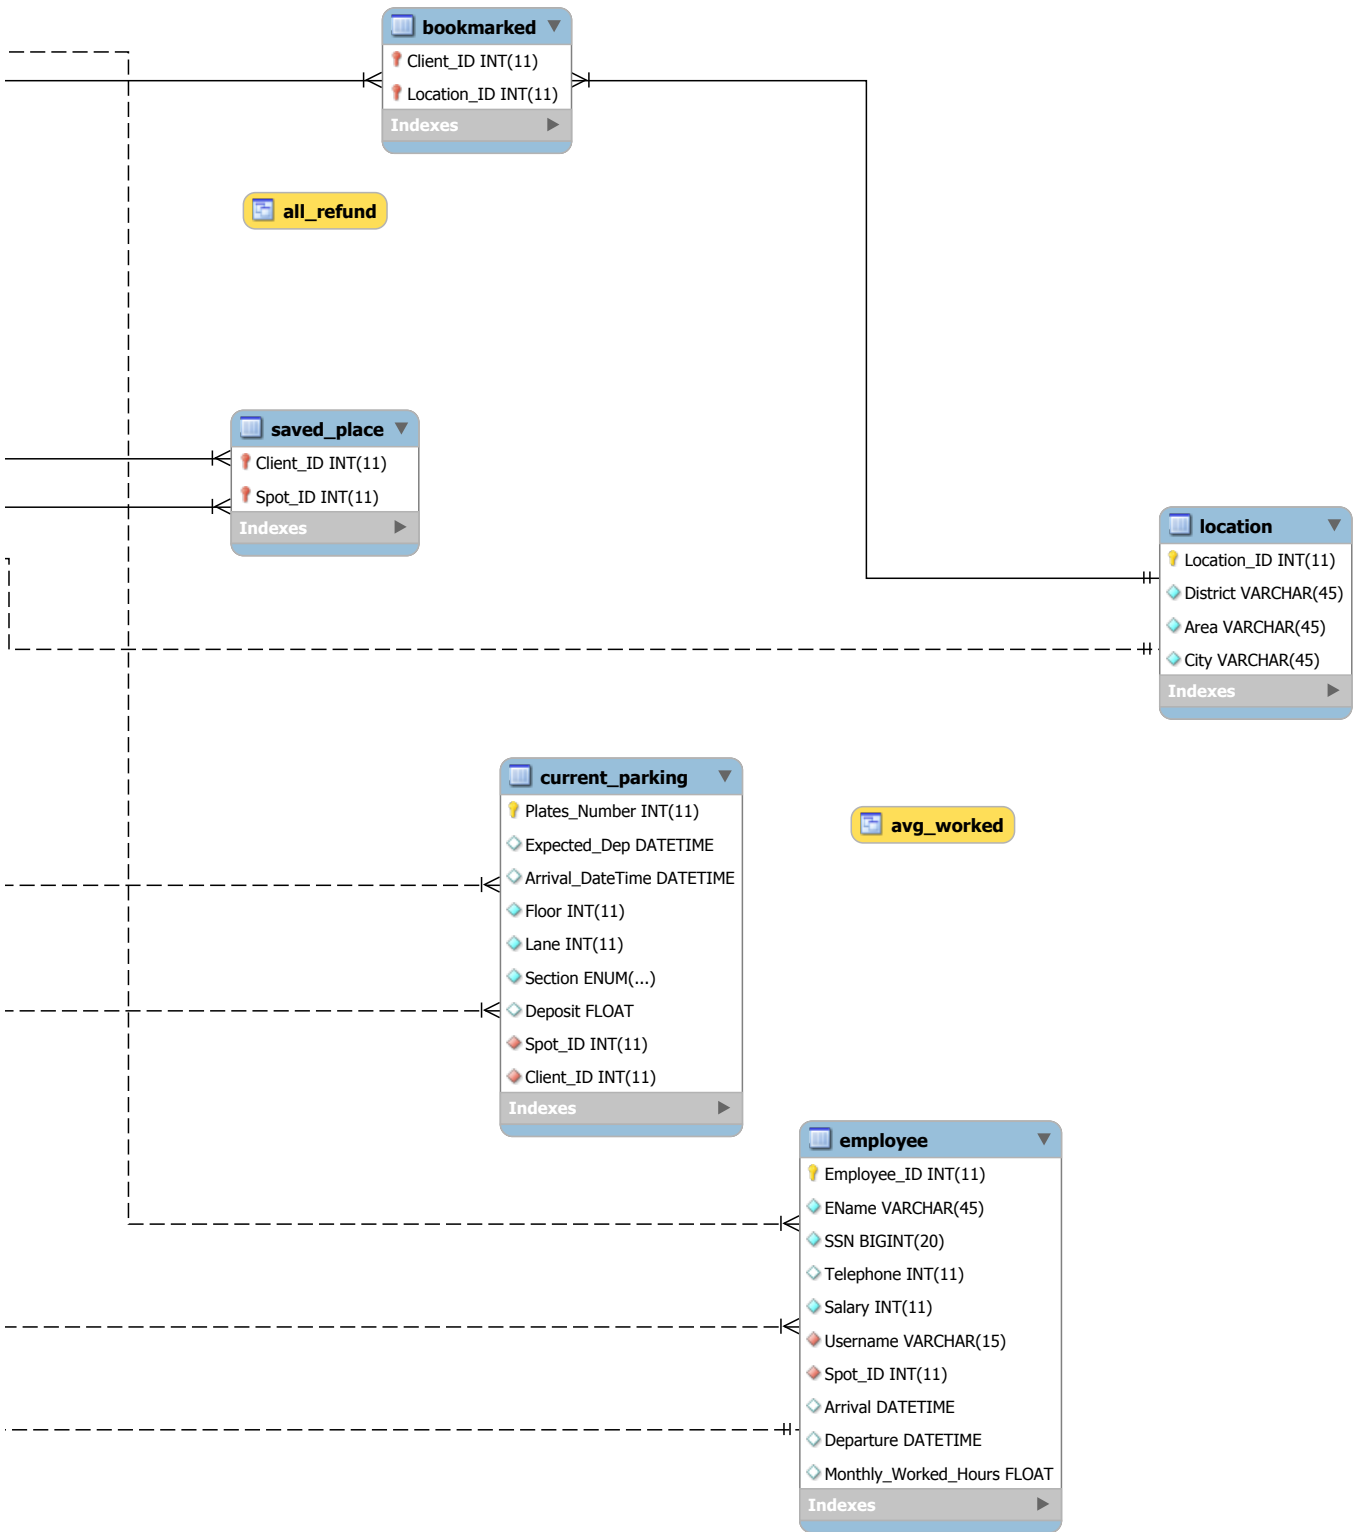 bookmarked
Client_ID INT(11)
Location_ID INT(11)
Indexes
all_refund
saved_place
Client_ID INT(11)
Spot_ID INT(11)
Indexes
location
Location_ID INT(11)
District VARCHAR(45)
Area VARCHAR(45)
City VARCHAR(45)
Indexes
current_parking
Plates_Number INT(11)
Expected_Dep DATETIME
Arrival_DateTime DATETIME
Floor INT(11)
Lane INT(11)
Section ENUM(...)
Deposit FLOAT
Spot_ID INT(11)
Client_ID INT(11)
Indexes
avg_worked
employee
Employee_ID INT(11)
EName VARCHAR(45)
SSN BIGINT(20)
Telephone INT(11)
Salary INT(11)
Username VARCHAR(15)
Spot_ID INT(11)
Arrival DATETIME
Departure DATETIME
Monthly_Worked_Hours FLOAT
Indexes